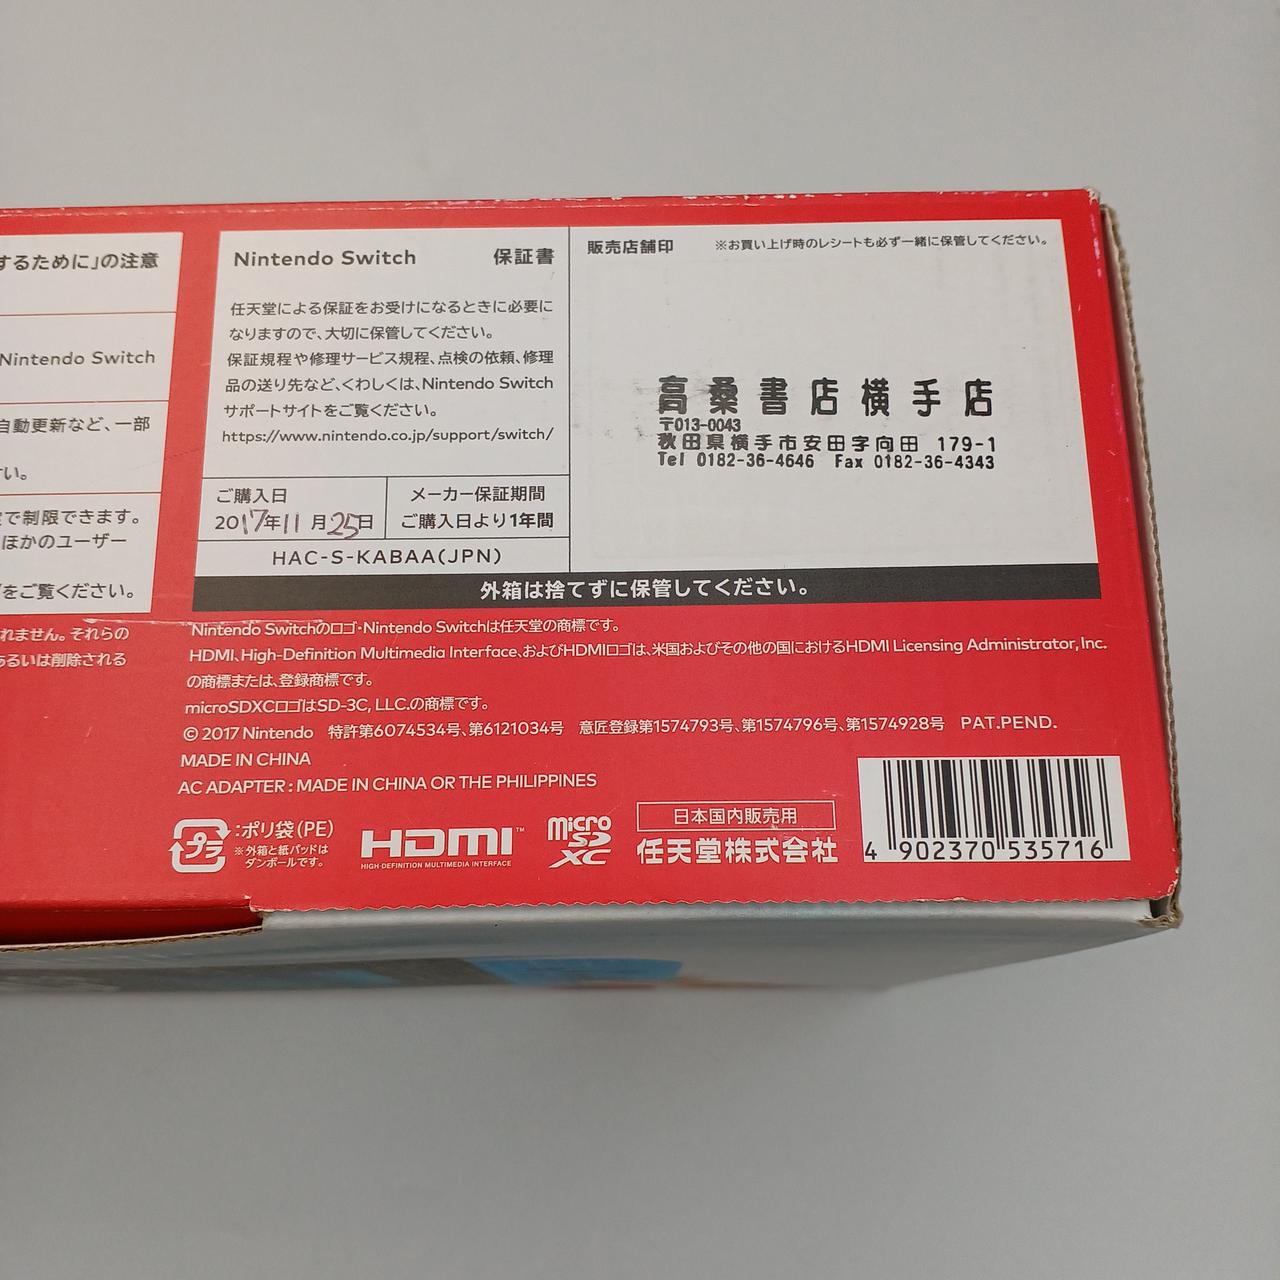 するために」の注意
Nintendo Switch
自動更新など、一部
さい。
で制限できます。
ほかのユーザー
をご覧ください。
れません。それらの
あるいは削除される
Nintendo Switch 保証書
任天堂による保証をお受けになるときに必要に
なりますので、大切に保管してください。
保証規程や修理サービス規程、点検の依頼、修理
品の送り先など、くわしくは、Nintendo Switch
サポートサイトをご覧ください。
https://www.nintendo.co.jp/support/switch/
ご購入日
2017年11月25日
メーカー保証期間
ご購入日より1年間
HAC-S-KABAA(JPN)
販売店舗印 ※お買い上げ時のレシートも必ず一緒に保管してください。
高桑書店横手店
〒013-0043
秋田県横手市安田字向田 179-1
Tel 0182-36-4646 Fax 0182-36-4343
外箱は捨てずに保管してください。
Nintendo Switchのロゴ・Nintendo Switchは任天堂の商標です。
HDMI、High-Definition Multimedia Interface、およびHDMIロゴは、米国およびその他の国におけるHDMI Licensing Administrator, Inc.
の商標または、登録商標です。
microSDXCロゴはSD-3C, LLC.の商標です。
© 2017 Nintendo 特許第6074534号、第6121034号 意匠登録第1574793号、第1574796号、第1574928号 PAT.PEND.
MADE IN CHINA
AC ADAPTER : MADE IN CHINA OR THE PHILIPPINES
プラ
:ポリ袋(PE)
※外箱と紙パッドは
ダンボールです。
HDMI™
HIGH-DEFINITION MULTIMEDIA INTERFACE
micro
SD
XC
日本国内販売用
任天堂株式会社
4 902370 535716